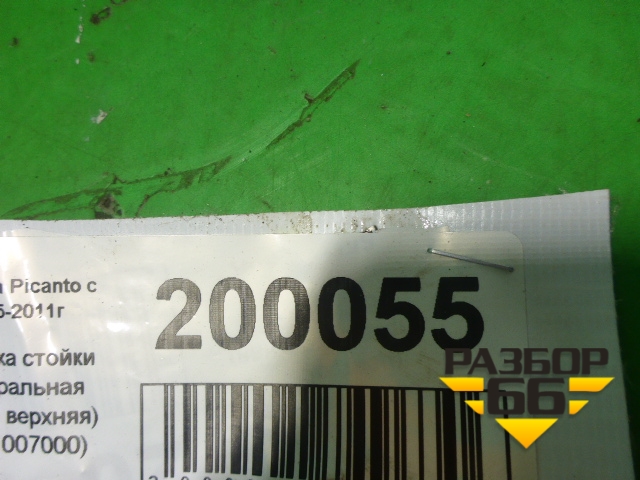 Picanto с
5-2011г
200055
ка стойки
ральная
верхняя)
007000)
РАЗБОР
66